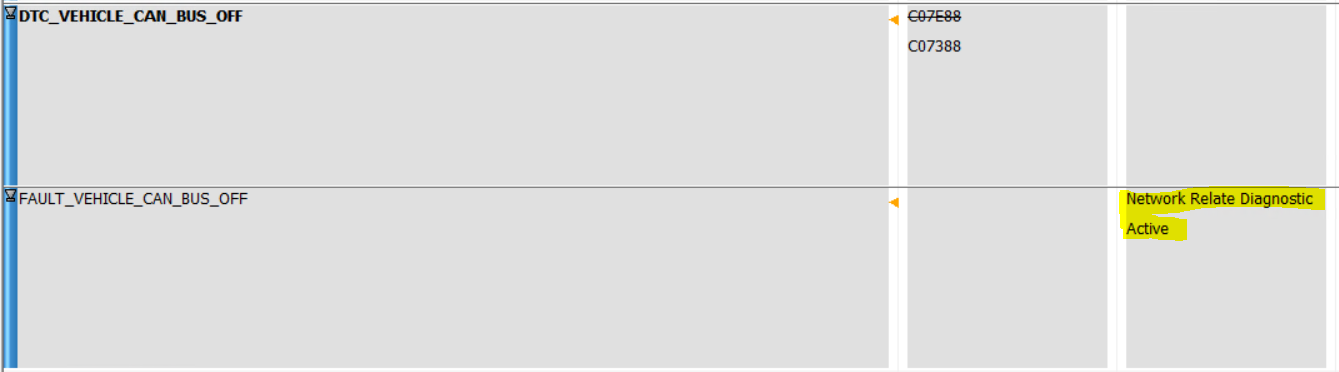 DTC_VEHICLE_CAN_BUS_OFF
C07E88
C07388
FAULT_VEHICLE_CAN_BUS_OFF
Network Relate Diagnostic
Active